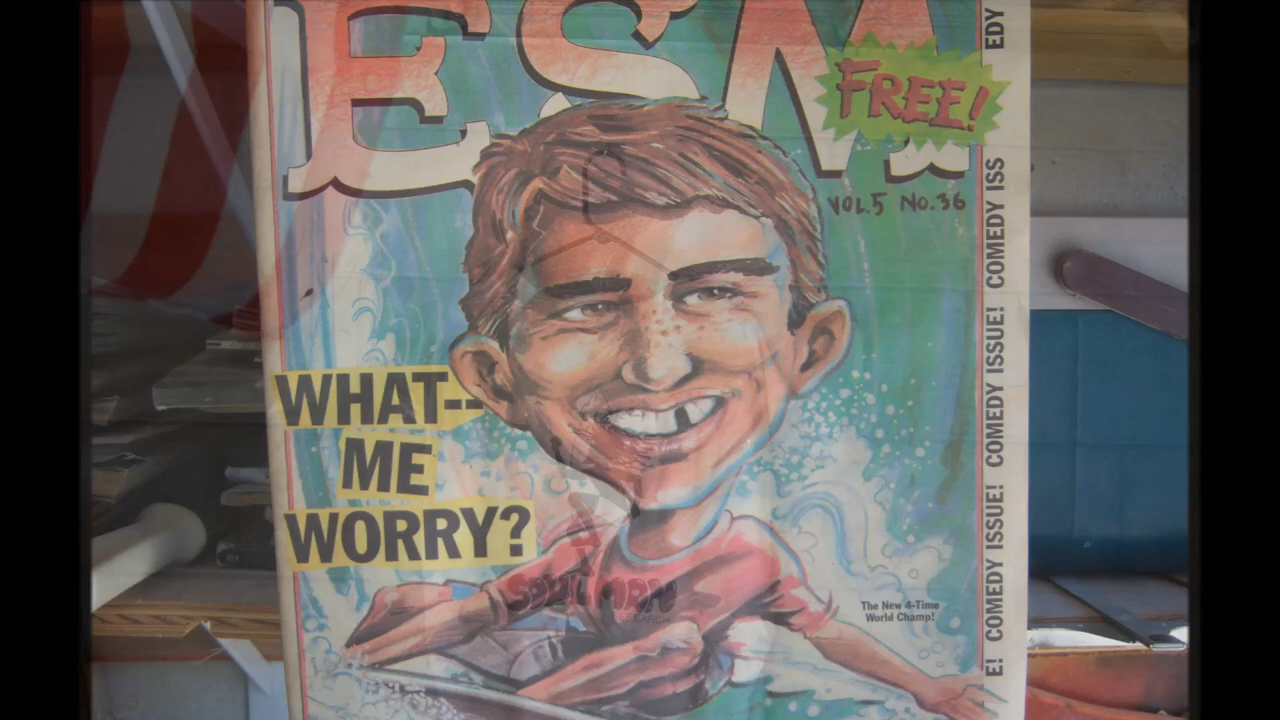 ESM
FREE!
VOL.5 No.36
WHAT--
ME
WORRY?
The New 4-Time
World Champ!
E! COMEDY ISSUE! COMEDY ISSUE! COMEDY ISS
EDY
SEARCH